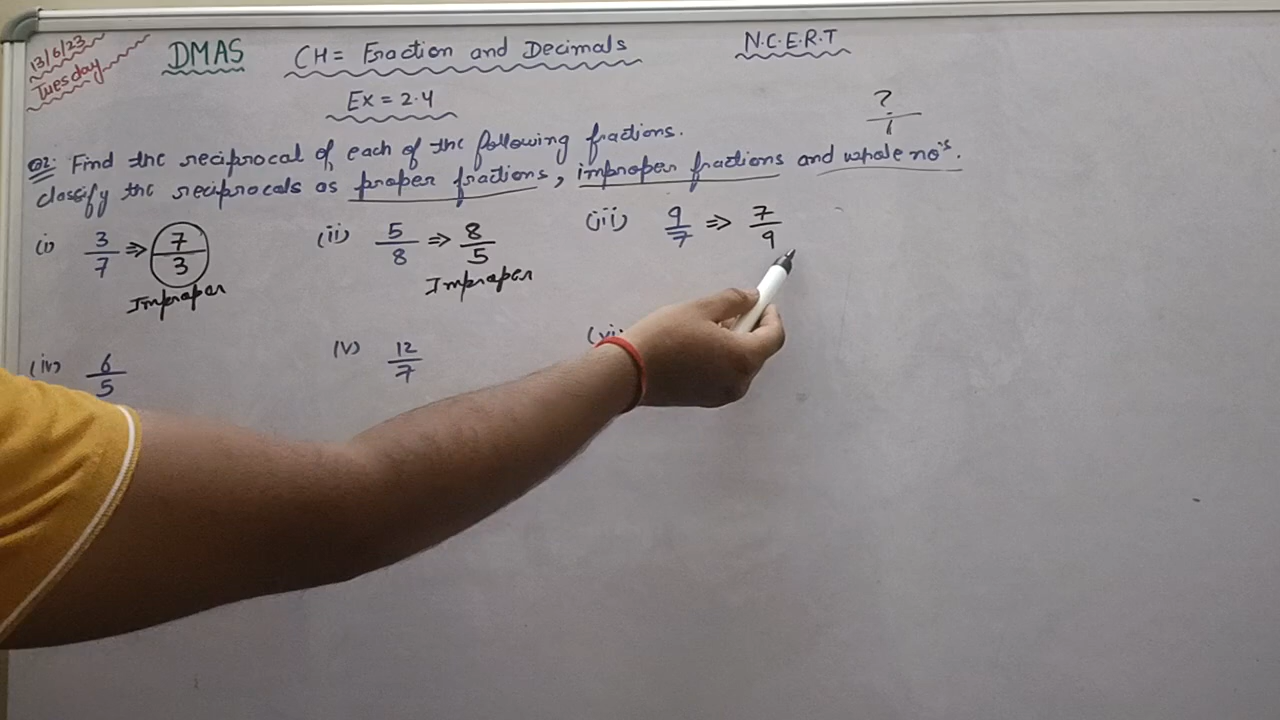 13/6/23
Tuesday
DMAS
CH = Fraction and Decimals
N.C.E.R.T
Ex = 2.4
?
1
Q2. Find the reciprocal of each of the following fractions.
classify the reciprocals as proper fractions, improper fractions and whole no's.
(i) 3/7 ⇒ 7/3
Improper
(ii) 5/8 ⇒ 8/5
Improper
(iii) 9/7 ⇒ 7/9
(iv) 6/5
(v) 12/7
(vi